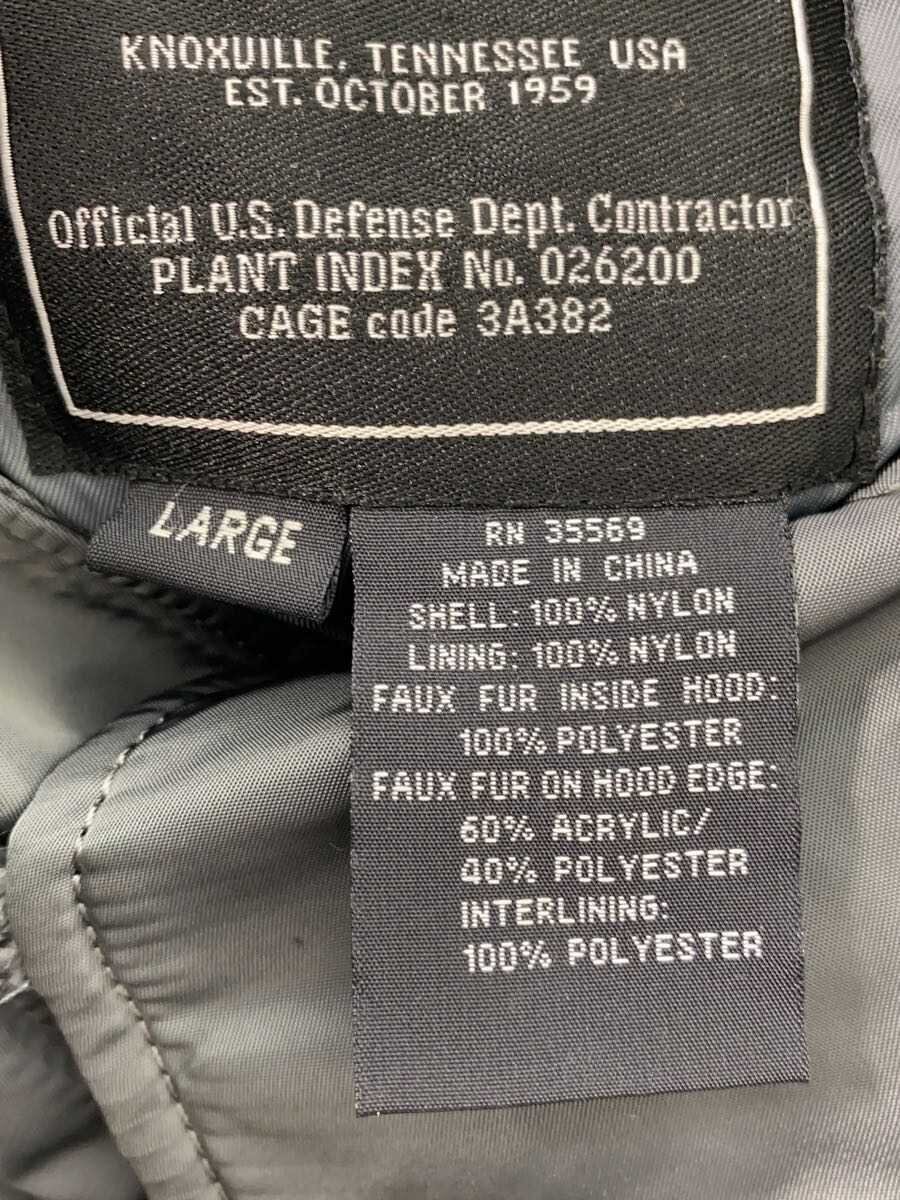 KNOXVILLE, TENNESSEE USA
EST. OCTOBER 1959
Official U.S. Defense Dept. Contractor
PLANT INDEX No. 026200
CAGE code 3A382
LARGE
RN 35569
MADE IN CHINA
SHELL: 100% NYLON
LINING: 100% NYLON
FAUX FUR INSIDE HOOD:
100% POLYESTER
FAUX FUR ON HOOD EDGE:
60% ACRYLIC/
40% POLYESTER
INTERLINING:
100% POLYESTER